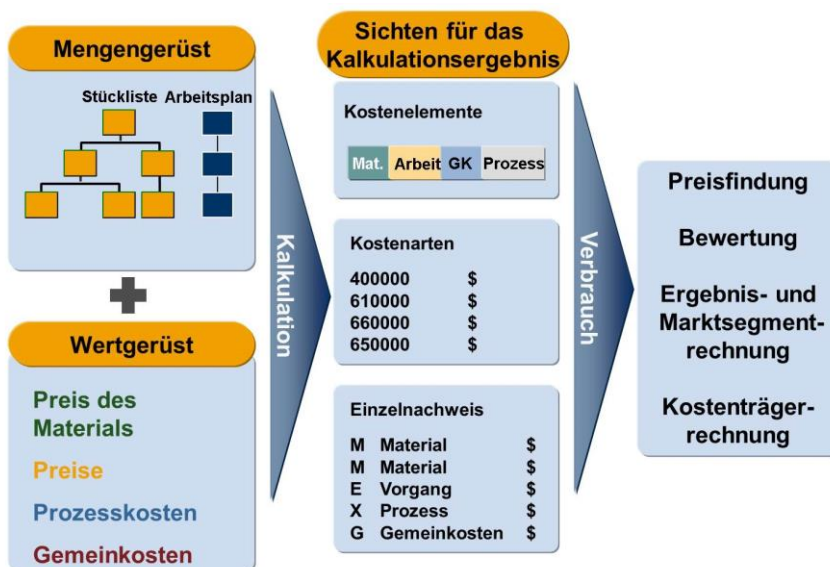 Mengengerüst
Stückliste Arbeitsplan
Wertgerüst
Preis des
Materials
Preise
Prozesskosten
Gemeinkosten
Kalkulation
Sichten für das
Kalkulationsergebnis
Kostenelemente
Mat. Arbeit GK Prozess
Kostenarten
400000 $
610000 $
660000 $
650000 $
Einzelnachweis
M Material $
M Material $
E Vorgang $
X Prozess $
G Gemeinkosten $
Verbrauch
Preisfindung
Bewertung
Ergebnis- und
Marktsegment-
rechnung
Kostenträger-
rechnung